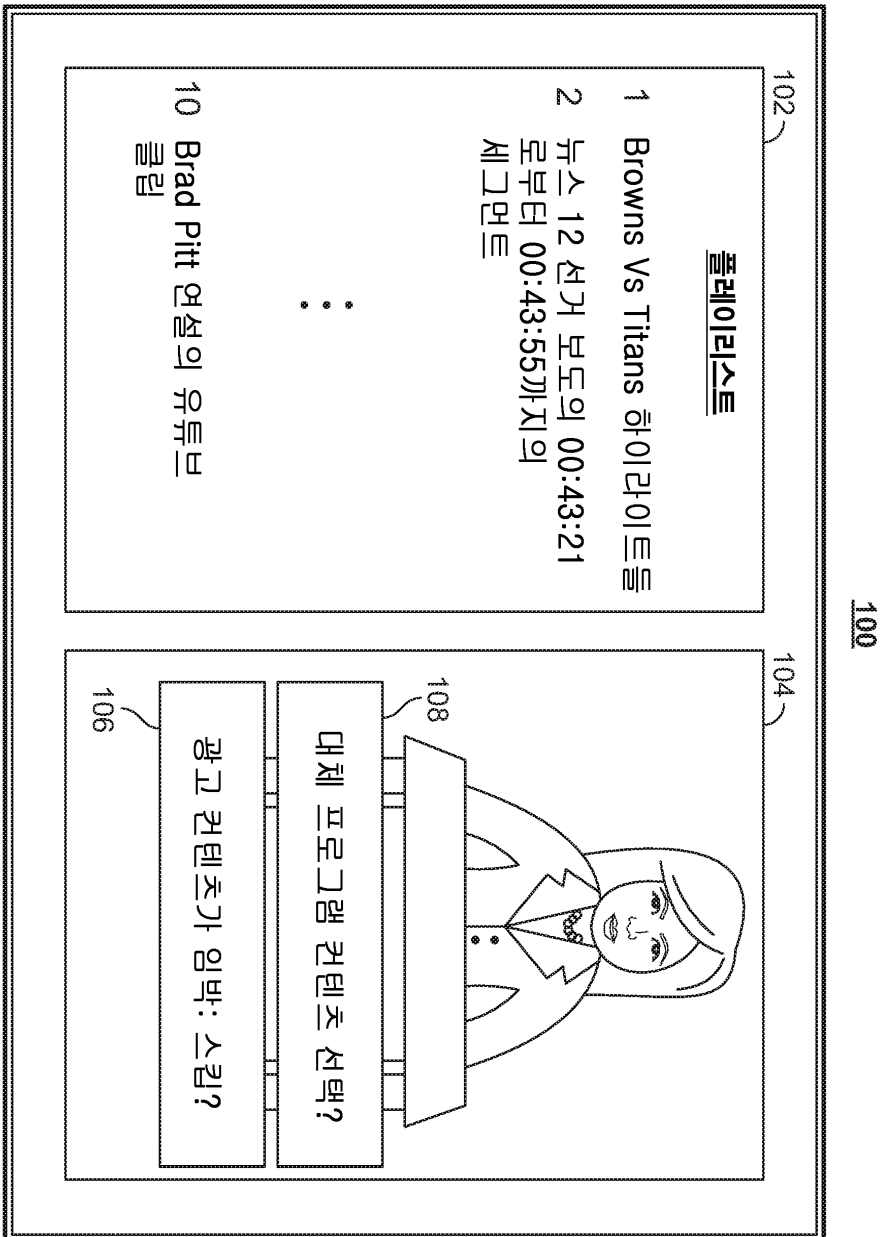 100
102
플레이리스트
1 Browns Vs Titans 하이라이트들
2 뉴스 12 선거 보도의 00:43:21
로부터 00:43:55까지의
세그먼트
10 Brad Pitt 연설의 유튜브
클립
104
108
대체 프로그램 컨텐츠 선택?
광고 컨텐츠가 임박: 스킵?
106